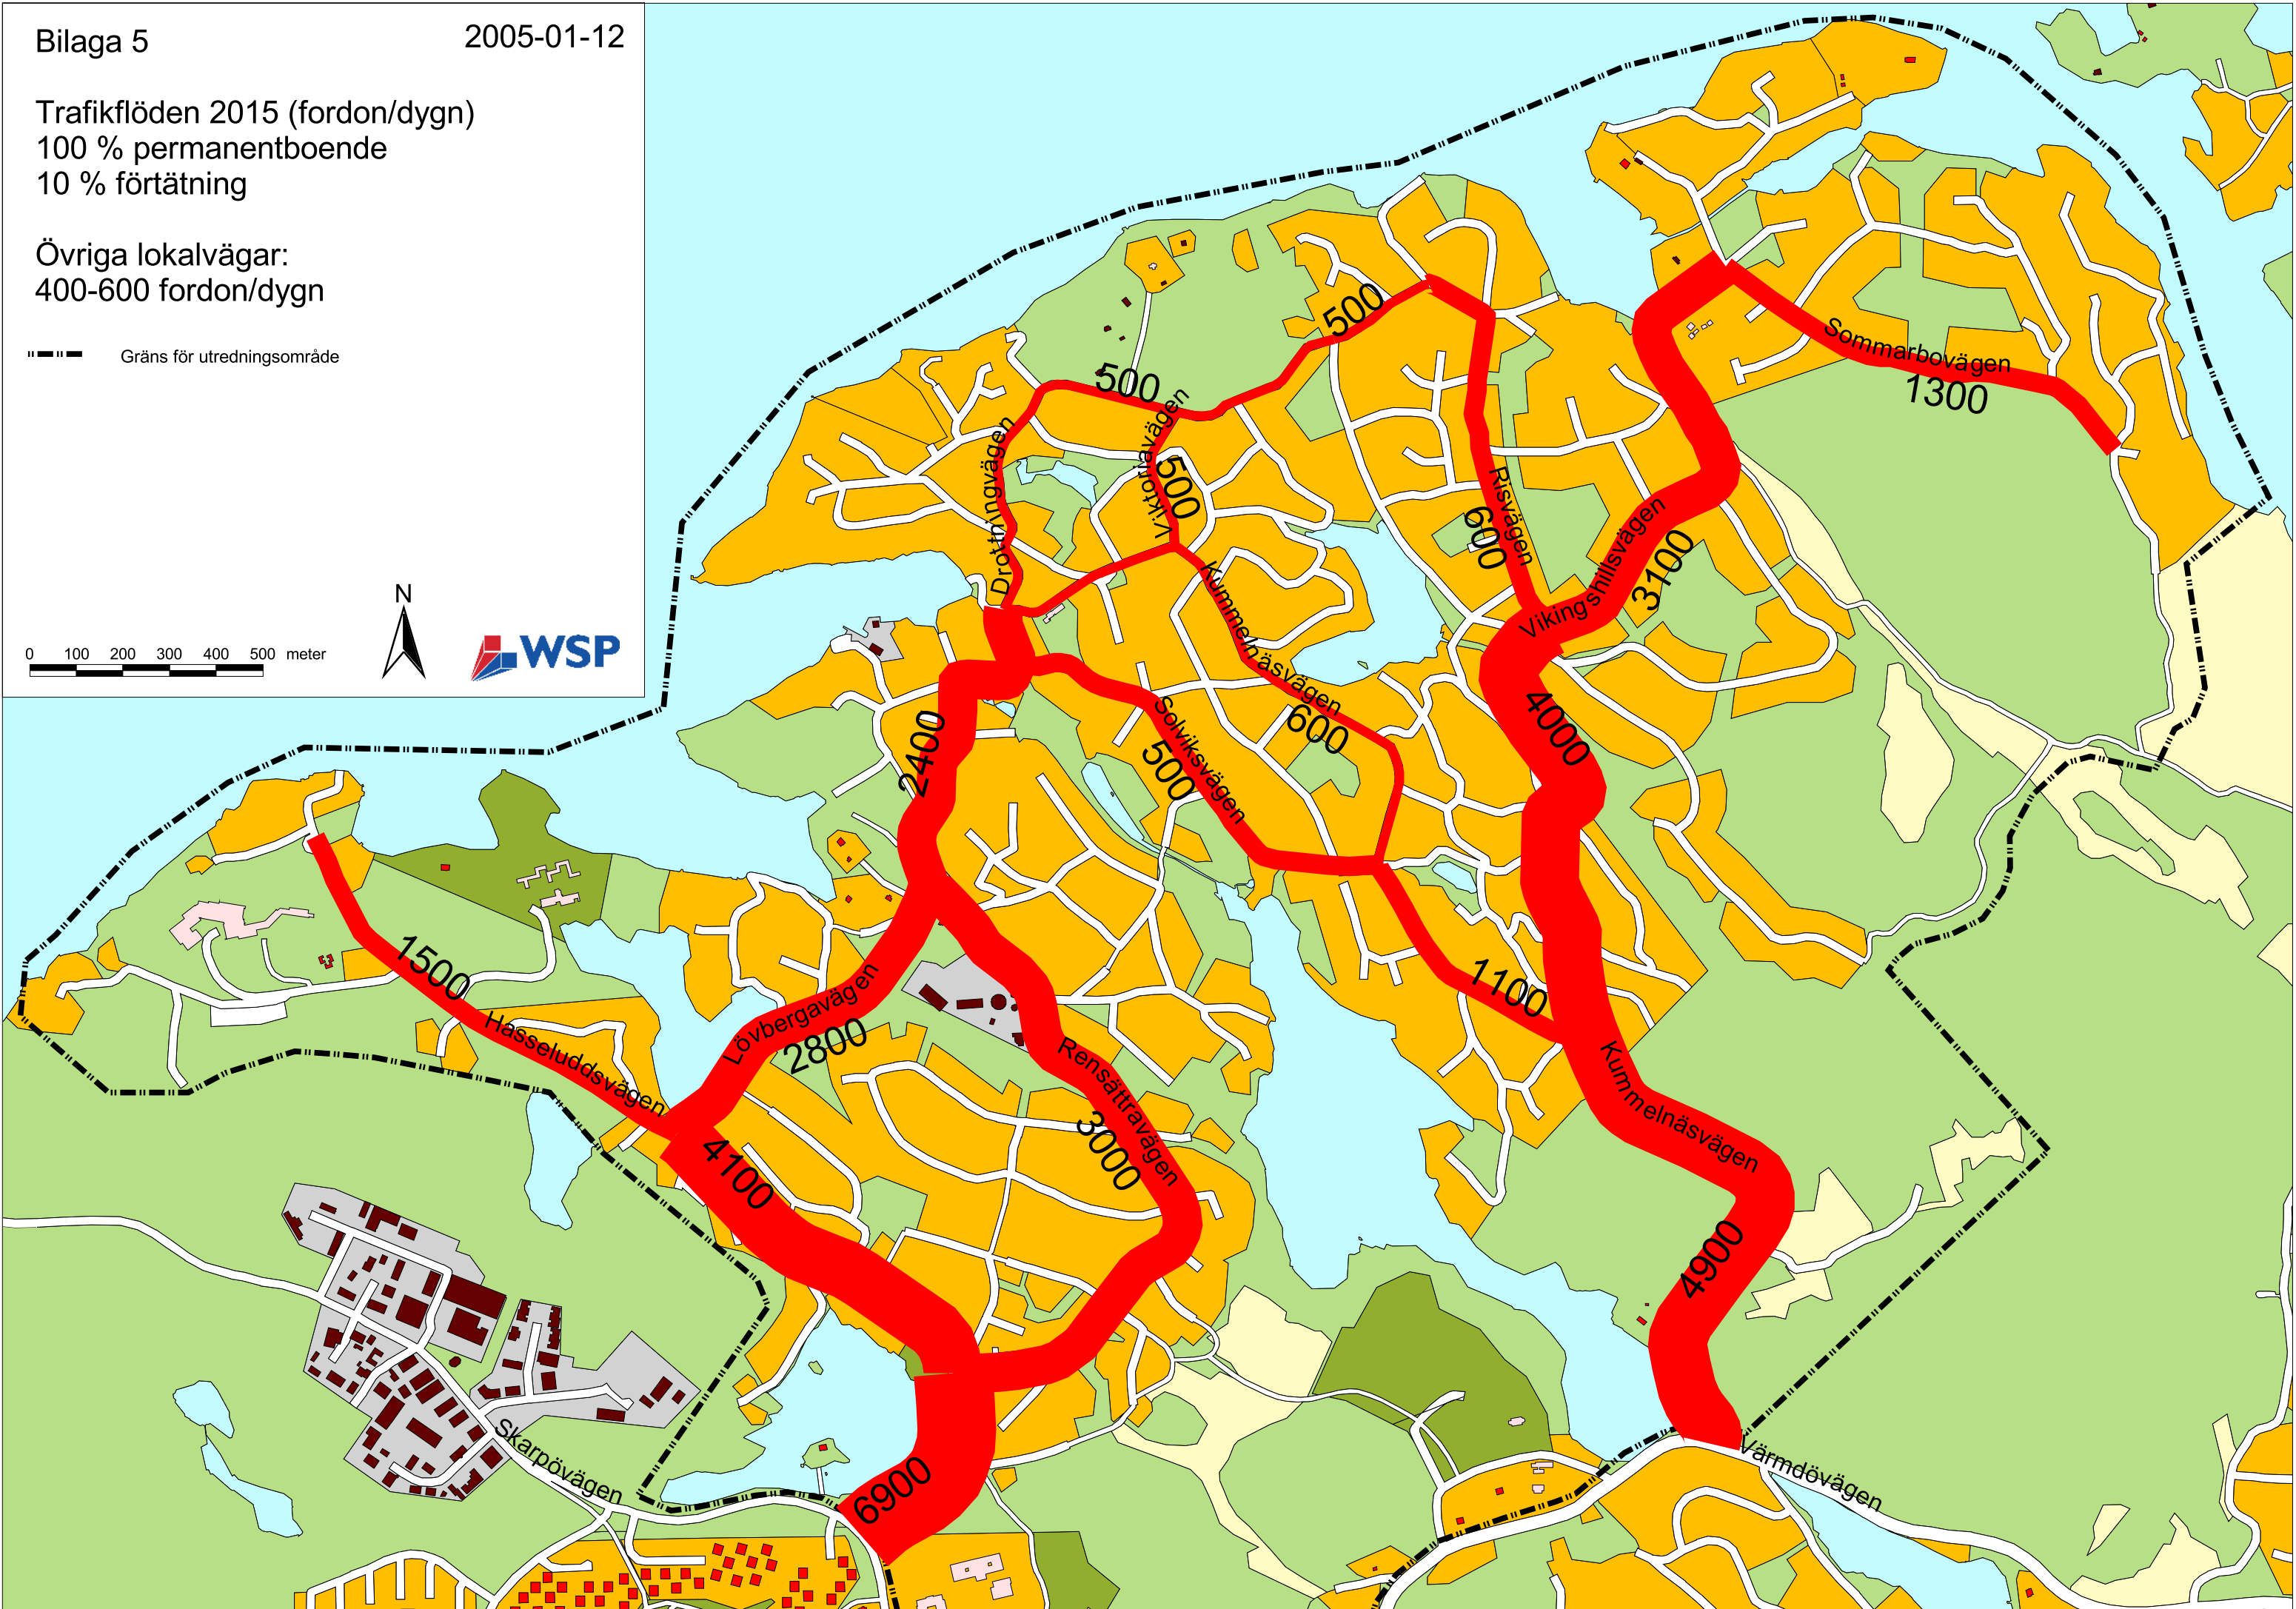 Bilaga 5 2005-01-12
Trafikflöden 2015 (fordon/dygn)
100 % permanentboende
10 % förtätning
Övriga lokalvägar:
400-600 fordon/dygn
Gräns för utredningsområde
N
0 100 200 300 400 500 meter
WSP
500
Sommarbovägen
1300
500
Drottningvägen
Viktoriavägen
500
Risvägen
600
Vikingshillsvägen
3100
Kummelnäsvägen
600
Solviksvägen
500
2400
4000
1500
Hasseluddsvägen
Lövbergavägen
2800
1100
Rensättravägen
3000
Kummelnäsvägen
4100
4900
6900
Skarpövägen
Värmdövägen